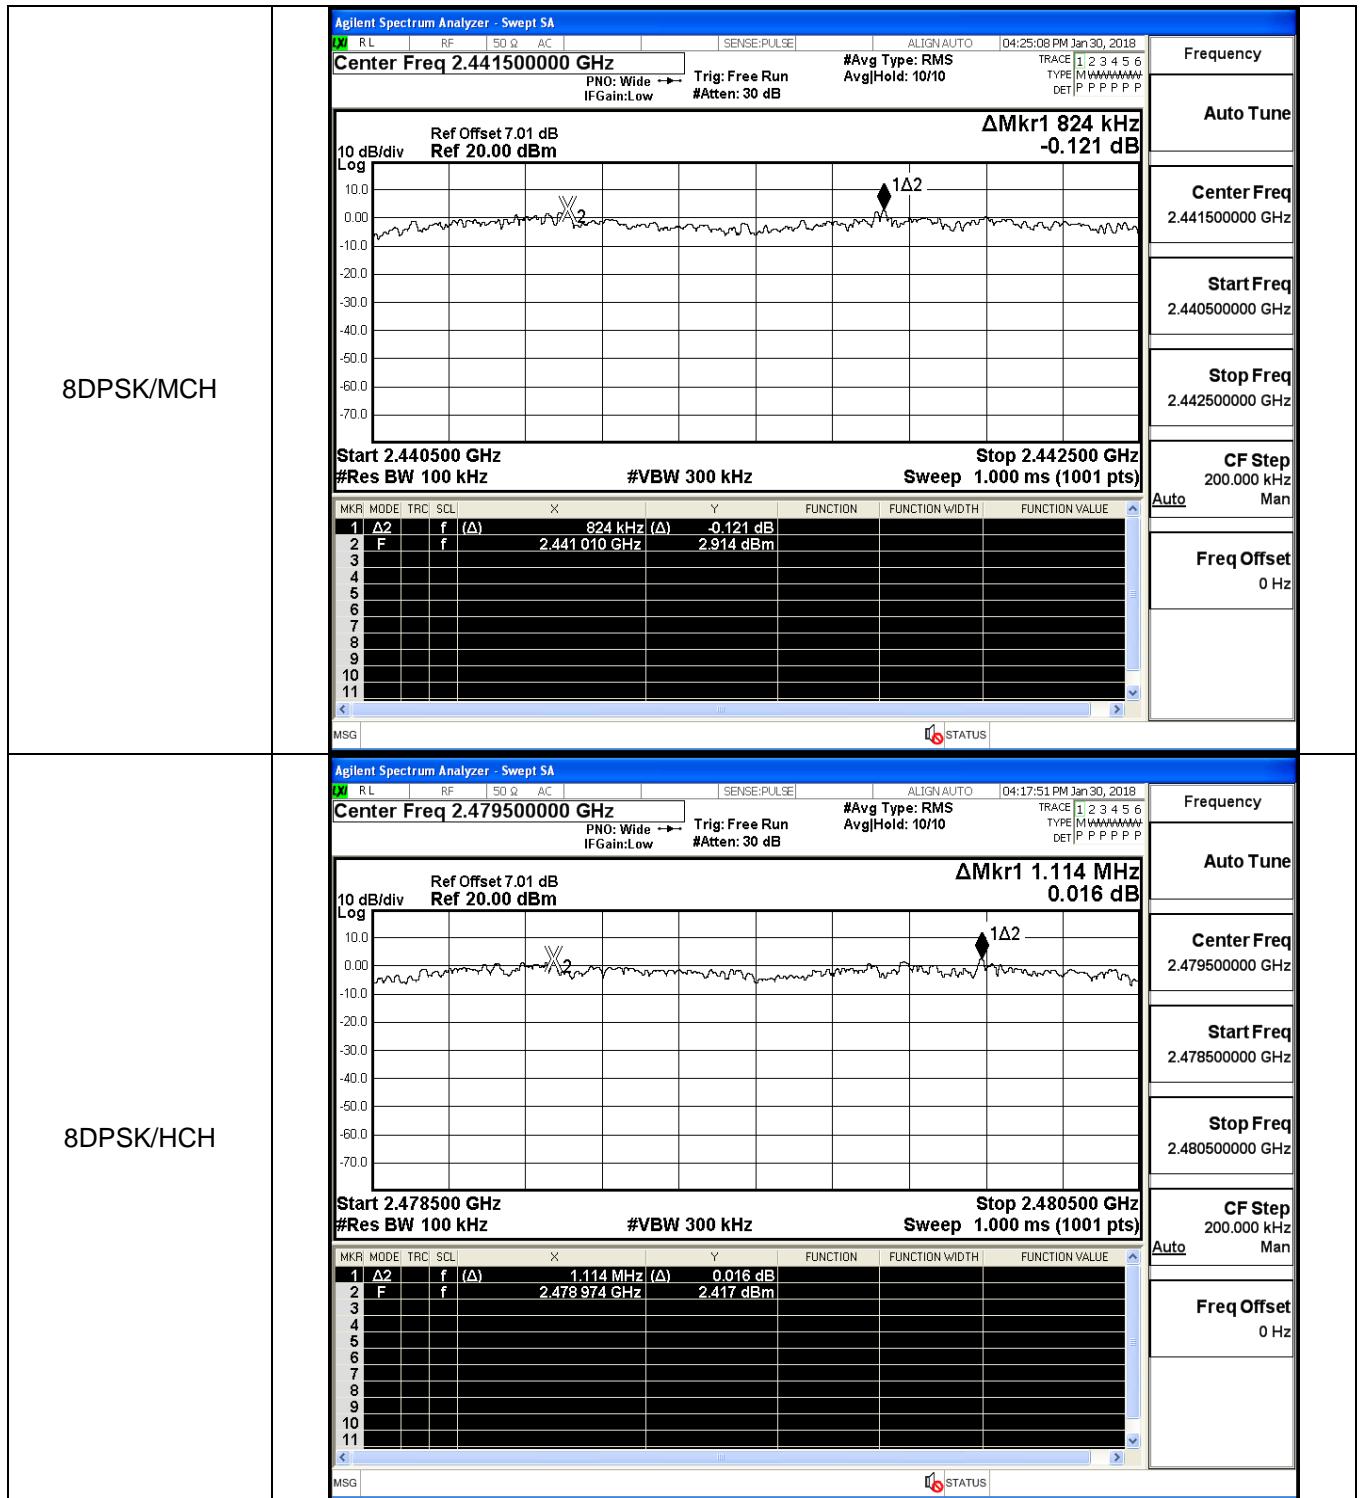 8DPSK/MCH
Agilent Spectrum Analyzer - Swept SA
LXI RL RF 50 Ω AC SENSE:PULSE ALIGN AUTO 04:25:08 PM Jan 30, 2018
Center Freq 2.441500000 GHz #Avg Type: RMS TRACE 1 2 3 4 5 6
PNO: Wide Trig: Free Run Avg|Hold: 10/10 TYPE M WWWWW
IFGain:Low #Atten: 30 dB DET P P P P P P
Frequency
Auto Tune
Center Freq
2.441500000 GHz
Start Freq
2.440500000 GHz
Stop Freq
2.442500000 GHz
CF Step
200.000 kHz
Auto Man
Freq Offset
0 Hz
ΔMkr1 824 kHz
-0.121 dB
Ref Offset 7.01 dB
10 dB/div Ref 20.00 dBm
Log
10.0
0.00
-10.0
-20.0
-30.0
-40.0
-50.0
-60.0
-70.0
1Δ2
2
Start 2.440500 GHz Stop 2.442500 GHz
#Res BW 100 kHz #VBW 300 kHz Sweep 1.000 ms (1001 pts)
MKR MODE TRC SCL X Y FUNCTION FUNCTION WIDTH FUNCTION VALUE
1 Δ2 f (Δ) 824 kHz (Δ) -0.121 dB
2 F f 2.441 010 GHz 2.914 dBm
3
4
5
6
7
8
9
10
11
MSG STATUS
8DPSK/HCH
Agilent Spectrum Analyzer - Swept SA
LXI RL RF 50 Ω AC SENSE:PULSE ALIGN AUTO 04:17:51 PM Jan 30, 2018
Center Freq 2.479500000 GHz #Avg Type: RMS TRACE 1 2 3 4 5 6
PNO: Wide Trig: Free Run Avg|Hold: 10/10 TYPE M WWWWW
IFGain:Low #Atten: 30 dB DET P P P P P P
Frequency
Auto Tune
Center Freq
2.479500000 GHz
Start Freq
2.478500000 GHz
Stop Freq
2.480500000 GHz
CF Step
200.000 kHz
Auto Man
Freq Offset
0 Hz
ΔMkr1 1.114 MHz
0.016 dB
Ref Offset 7.01 dB
10 dB/div Ref 20.00 dBm
Log
10.0
0.00
-10.0
-20.0
-30.0
-40.0
-50.0
-60.0
-70.0
1Δ2
2
Start 2.478500 GHz Stop 2.480500 GHz
#Res BW 100 kHz #VBW 300 kHz Sweep 1.000 ms (1001 pts)
MKR MODE TRC SCL X Y FUNCTION FUNCTION WIDTH FUNCTION VALUE
1 Δ2 f (Δ) 1.114 MHz (Δ) 0.016 dB
2 F f 2.478 974 GHz 2.417 dBm
3
4
5
6
7
8
9
10
11
MSG STATUS